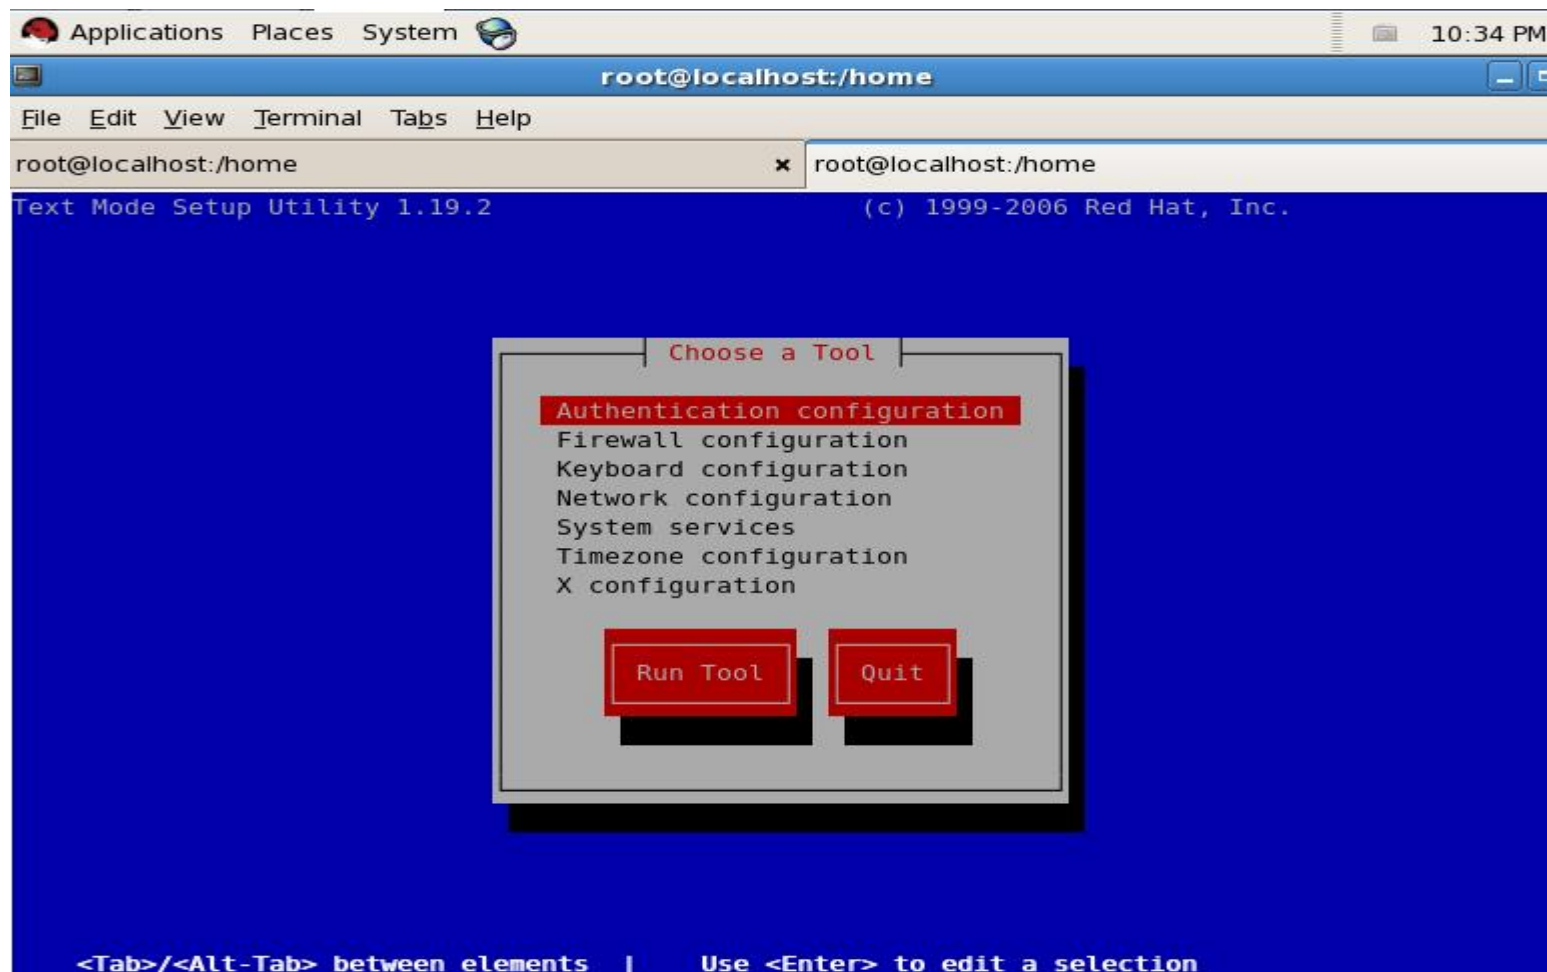 Applications Places System 10:34 PM
root@localhost:/home
File Edit View Terminal Tabs Help
root@localhost:/home root@localhost:/home
Text Mode Setup Utility 1.19.2 (c) 1999-2006 Red Hat, Inc.
Choose a Tool
Authentication configuration
Firewall configuration
Keyboard configuration
Network configuration
System services
Timezone configuration
X configuration
Run Tool Quit
<Tab>/<Alt-Tab> between elements | Use <Enter> to edit a selection